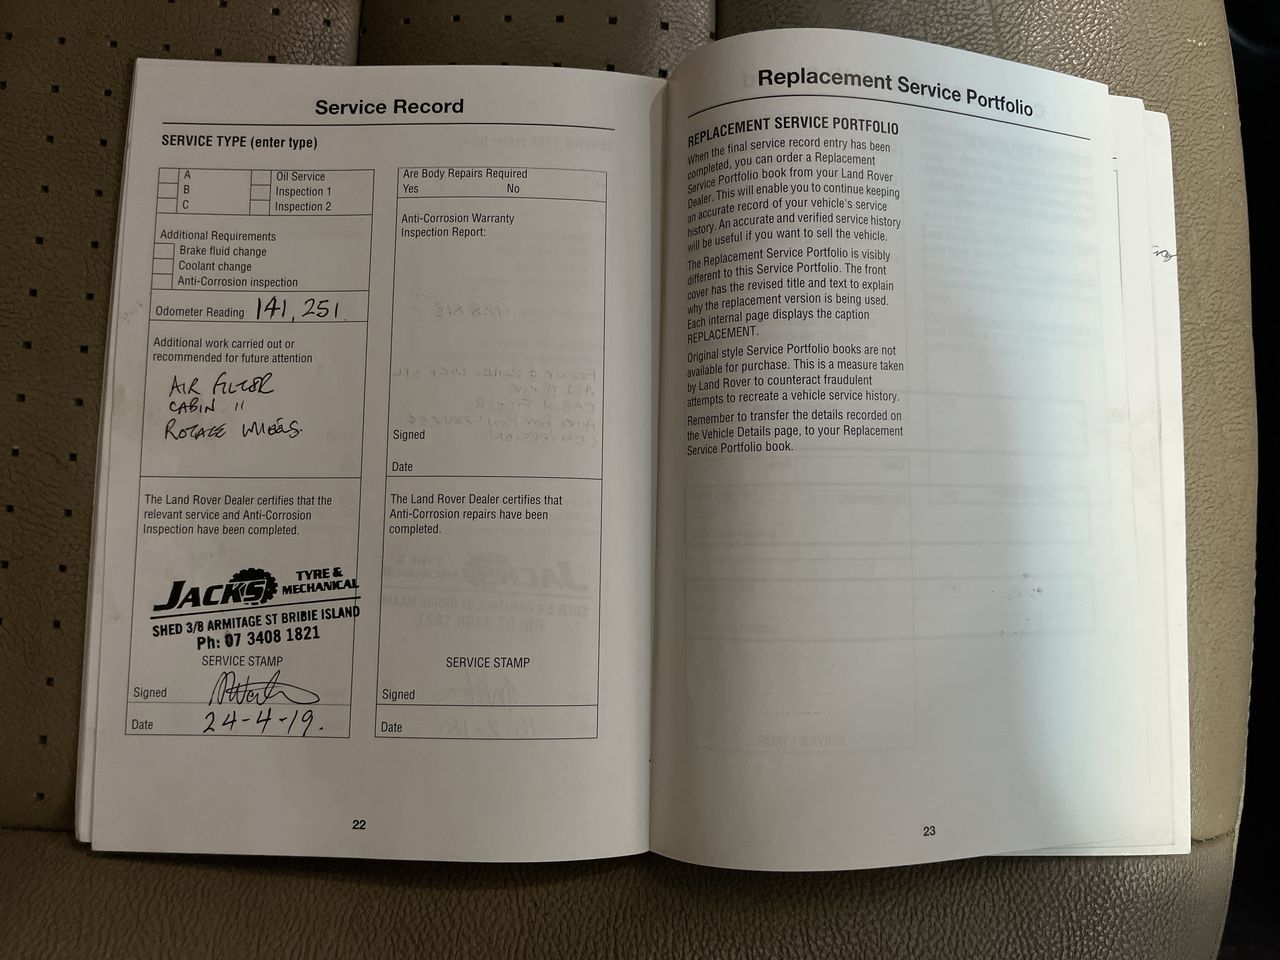 Service Record
SERVICE TYPE (enter type)
A
B
C
Oil Service
Inspection 1
Inspection 2
Additional Requirements
Brake fluid change
Coolant change
Anti-Corrosion inspection
Odometer Reading 141,251.
Additional work carried out or
recommended for future attention
AIR FILTER
CABIN "
ROTATE WHEELS.
The Land Rover Dealer certifies that the
relevant service and Anti-Corrosion
Inspection have been completed.
JACKS TYRE &
MECHANICAL
SHED 3/8 ARMITAGE ST BRIBIE ISLAND
Ph: 07 3408 1821
SERVICE STAMP
Signed
Date 24-4-19.
Are Body Repairs Required
Yes No
Anti-Corrosion Warranty
Inspection Report:
Signed
Date
The Land Rover Dealer certifies that
Anti-Corrosion repairs have been
completed.
SERVICE STAMP
Signed
Date
22
Replacement Service Portfolio
REPLACEMENT SERVICE PORTFOLIO
When the final service record entry has been
completed, you can order a Replacement
Service Portfolio book from your Land Rover
Dealer. This will enable you to continue keeping
an accurate record of your vehicle's service
history. An accurate and verified service history
will be useful if you want to sell the vehicle.
The Replacement Service Portfolio is visibly
different to this Service Portfolio. The front
cover has the revised title and text to explain
why the replacement version is being used.
Each internal page displays the caption
REPLACEMENT.
Original style Service Portfolio books are not
available for purchase. This is a measure taken
by Land Rover to counteract fraudulent
attempts to recreate a vehicle service history.
Remember to transfer the details recorded on
the Vehicle Details page, to your Replacement
Service Portfolio book.
23